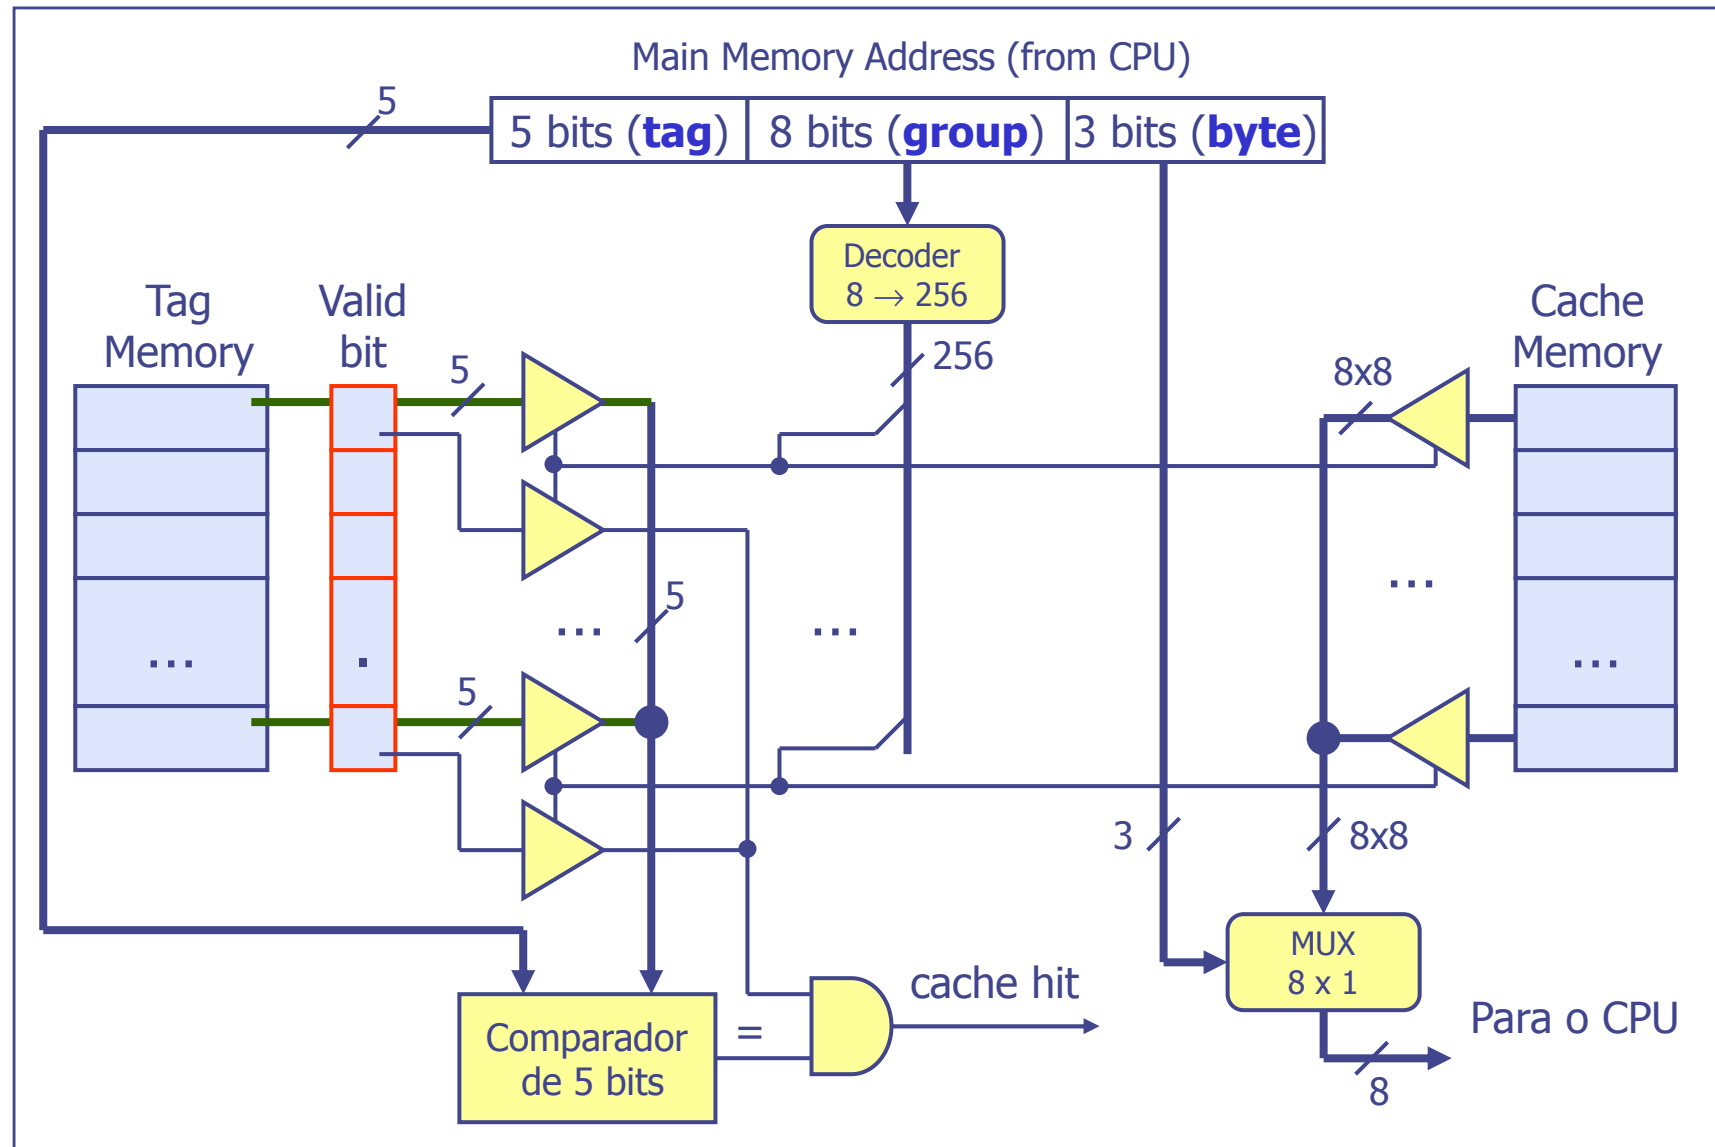 Main Memory Address (from CPU)
5
5 bits (tag) 8 bits (group) 3 bits (byte)
Decoder
8 → 256
Tag
Memory
Valid
bit
Cache
Memory
5
256
8x8
...
5
...
...
...
.
...
5
3
8x8
MUX
8 x 1
cache hit
Para o CPU
Comparador
de 5 bits
=
8